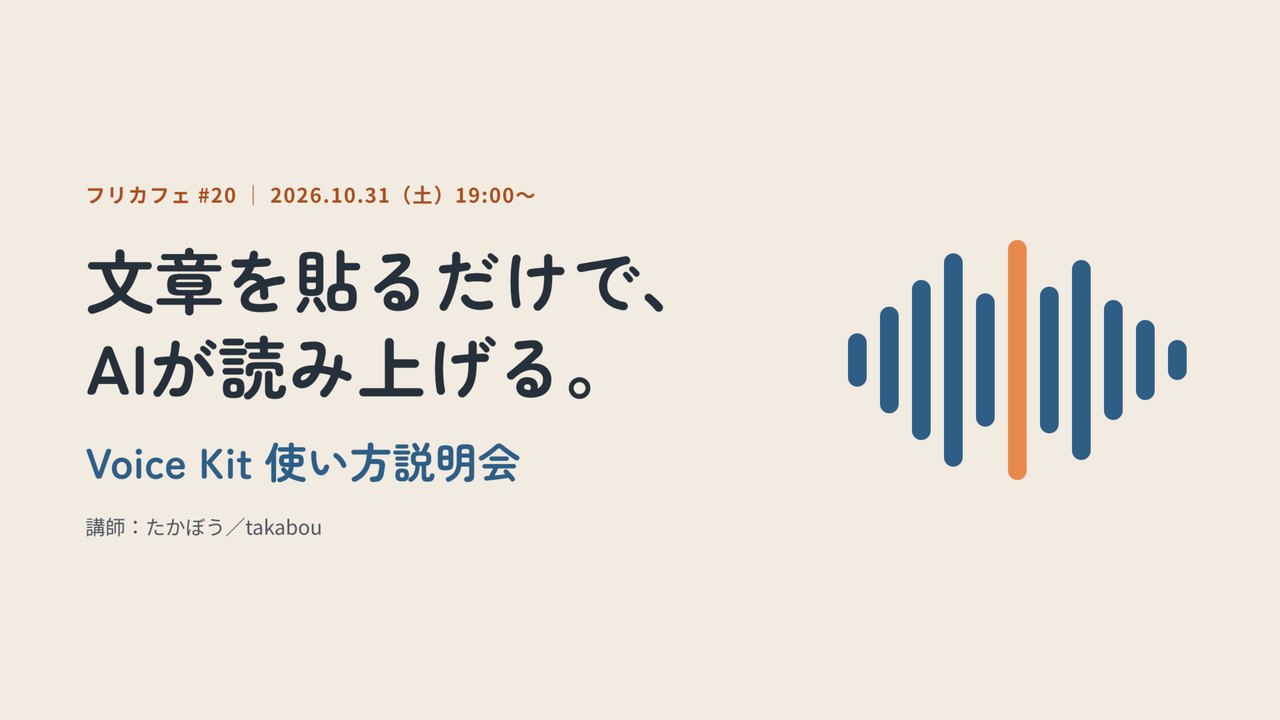 フリカフェ #20 ｜ 2026.10.31（土）19:00〜
文章を貼るだけで、
AIが読み上げる。
Voice Kit 使い方説明会
講師：たかぼう／takabou